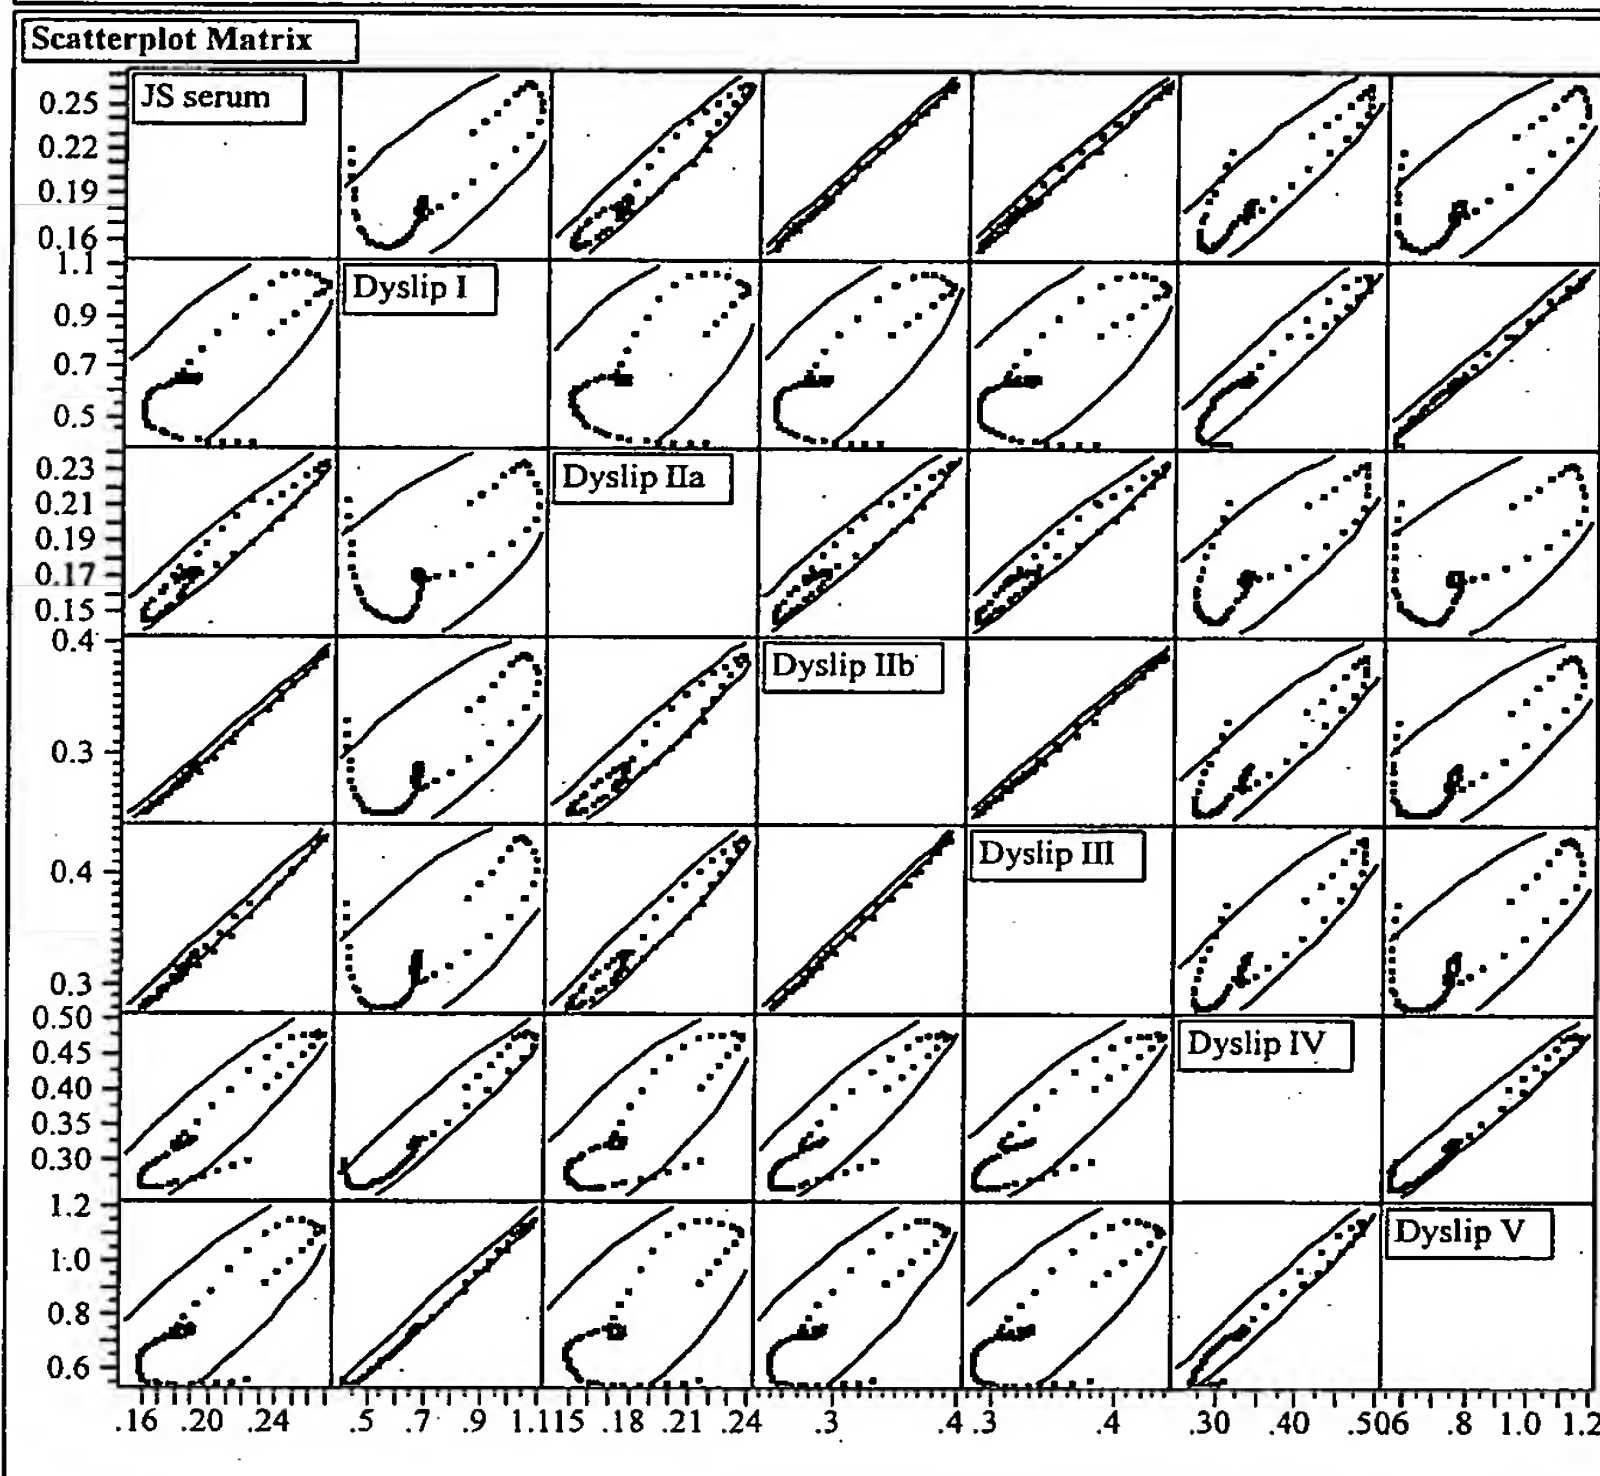 Scatterplot Matrix
JS serum
0.25
0.22
0.19
0.16
Dyslip I
1.1
0.9
0.7
0.5
Dyslip IIa
0.23
0.21
0.19
0.17
0.15
Dyslip IIb
0.4
0.3
Dyslip III
0.4
0.3
Dyslip IV
0.50
0.45
0.40
0.35
0.30
Dyslip V
1.2
1.0
0.8
0.6
.16 .20 .24 .5 .7 .9 1.115 .18 .21 .24 .3 .4 .3 .4 .30 .40 .506 .8 1.0 1.2